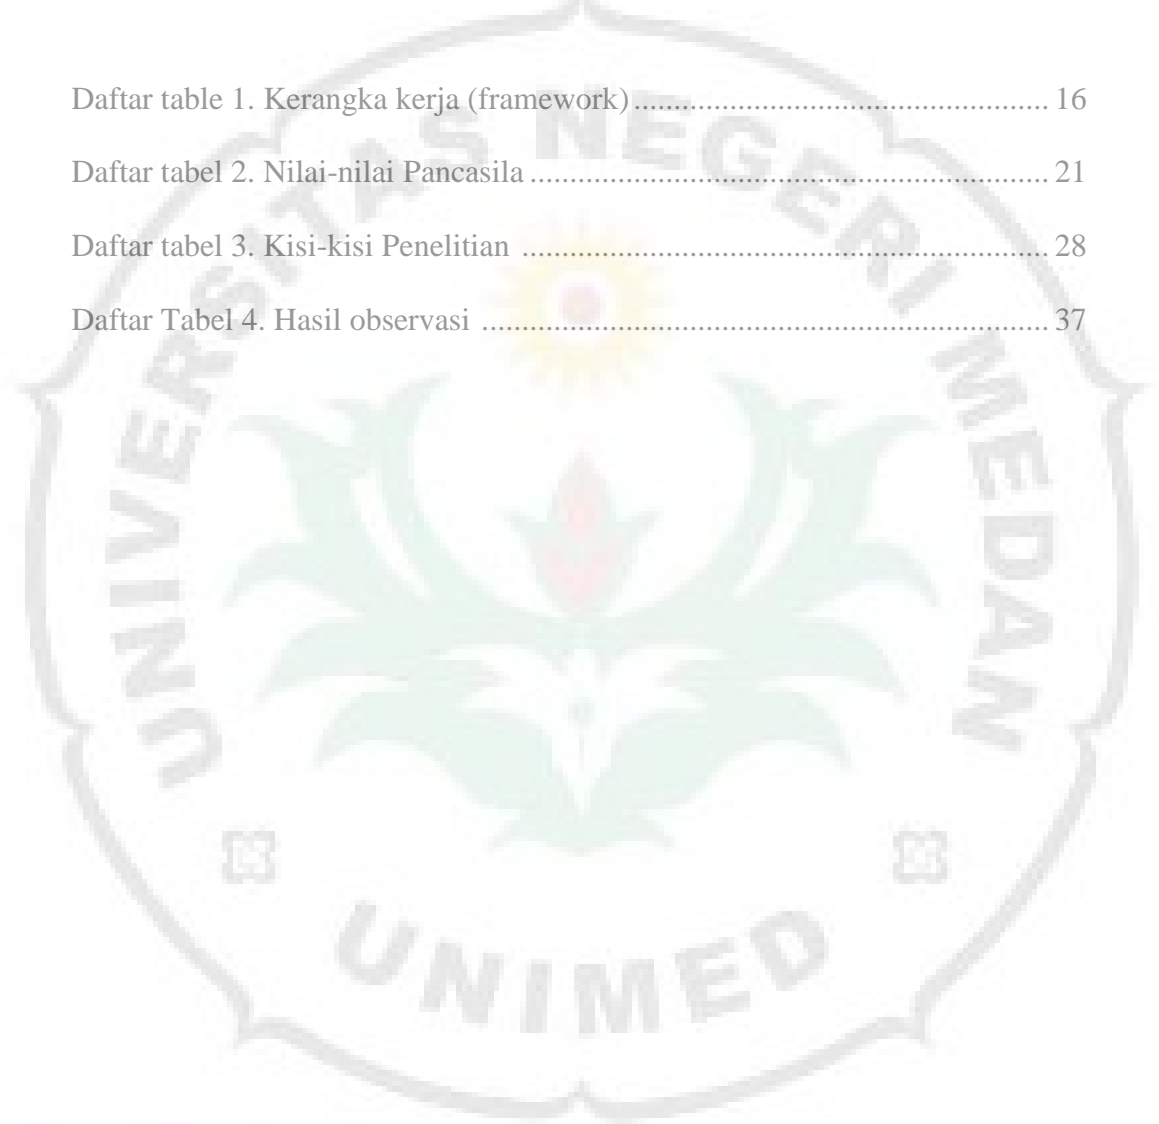 Daftar table 1. Kerangka kerja (framework).................................................... 16
Daftar tabel 2. Nilai-nilai Pancasila ................................................................. 21
Daftar tabel 3. Kisi-kisi Penelitian .................................................................. 28
Daftar Tabel 4. Hasil observasi ....................................................................... 37
UNIVERSITAS NEGERI MEDAN
UNIMED